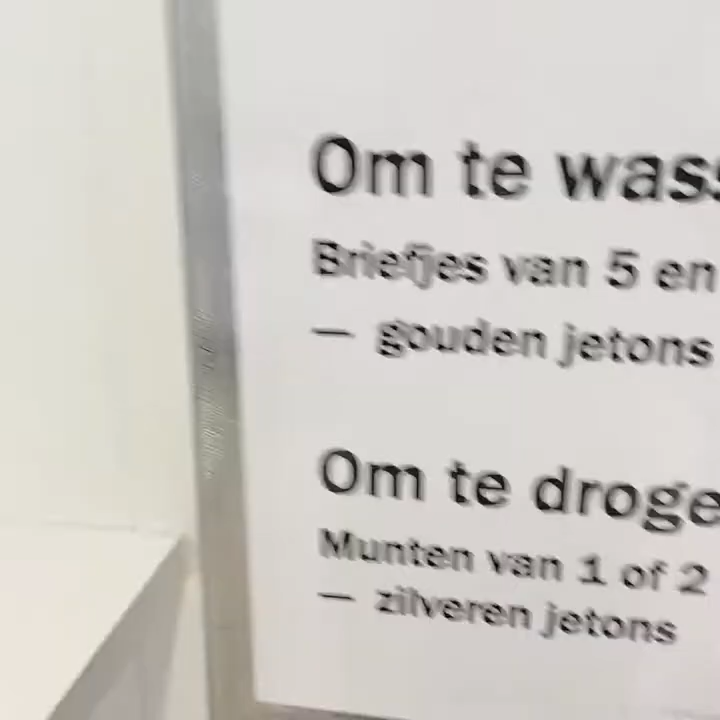 Om te wass
Briefjes van 5 en
— gouden jetons
Om te droge
Munten van 1 of 2
— zilveren jetons